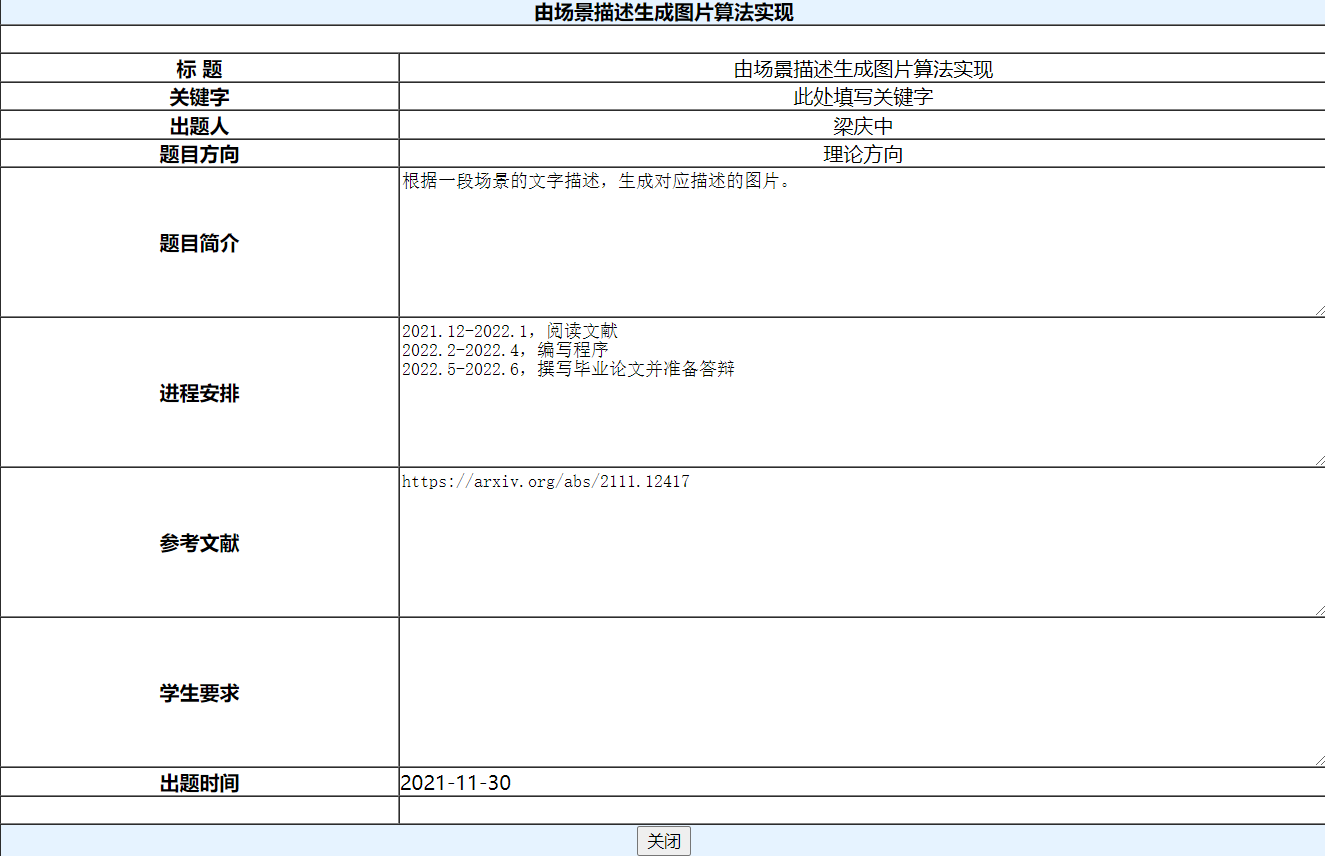 由场景描述生成图片算法实现
标 题
由场景描述生成图片算法实现
关键字
此处填写关键字
出题人
梁庆中
题目方向
理论方向
题目简介
根据一段场景的文字描述，生成对应描述的图片。
进程安排
2021.12-2022.1，阅读文献
2022.2-2022.4，编写程序
2022.5-2022.6，撰写毕业论文并准备答辩
参考文献
https://arxiv.org/abs/2111.12417
学生要求
出题时间
2021-11-30
关闭